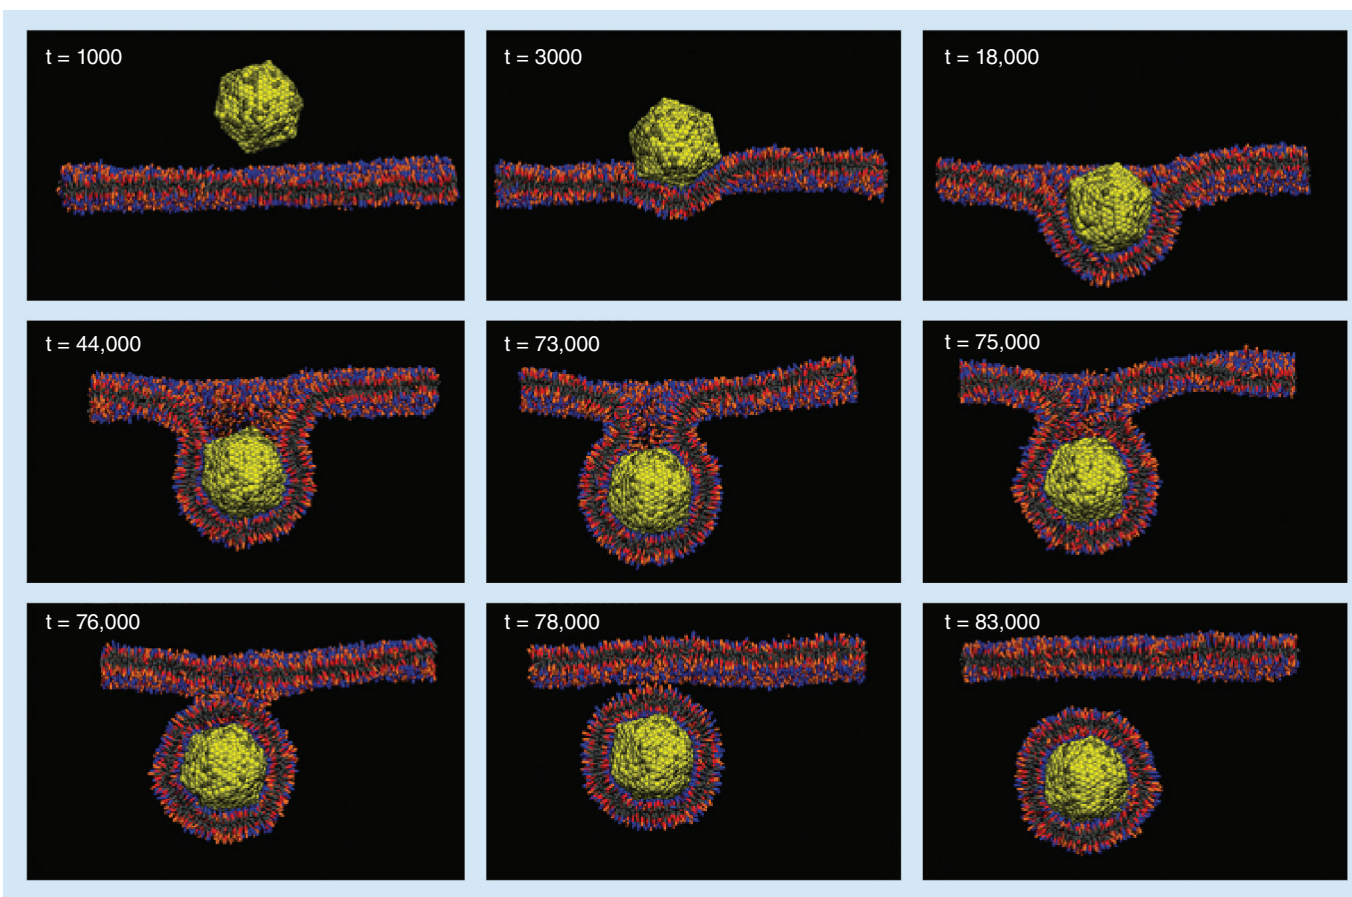 t = 1000
t = 3000
t = 18,000
t = 44,000
t = 73,000
t = 75,000
t = 76,000
t = 78,000
t = 83,000